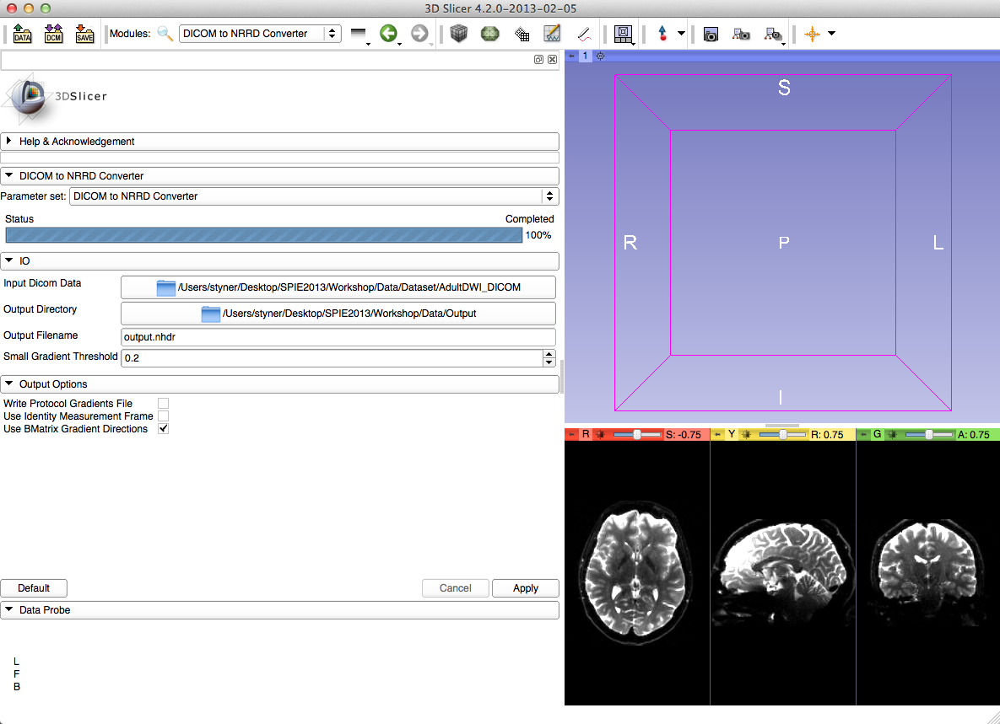 3D Slicer 4.2.0-2013-02-05
DATA DCM SAVE Modules: DICOM to NRRD Converter
1
3DSlicer
Help & Acknowledgement
DICOM to NRRD Converter
Parameter set: DICOM to NRRD Converter
Status Completed
100%
IO
Input Dicom Data /Users/styner/Desktop/SPIE2013/Workshop/Data/Dataset/AdultDWI_DICOM
Output Directory /Users/styner/Desktop/SPIE2013/Workshop/Data/Output
Output Filename output.nhdr
Small Gradient Threshold 0.2
Output Options
Write Protocol Gradients File
Use Identity Measurement Frame
Use BMatrix Gradient Directions
Default Cancel Apply
Data Probe
L
F
B
S
R P L
I
R S: -0.75 Y R: 0.75 G A: 0.75